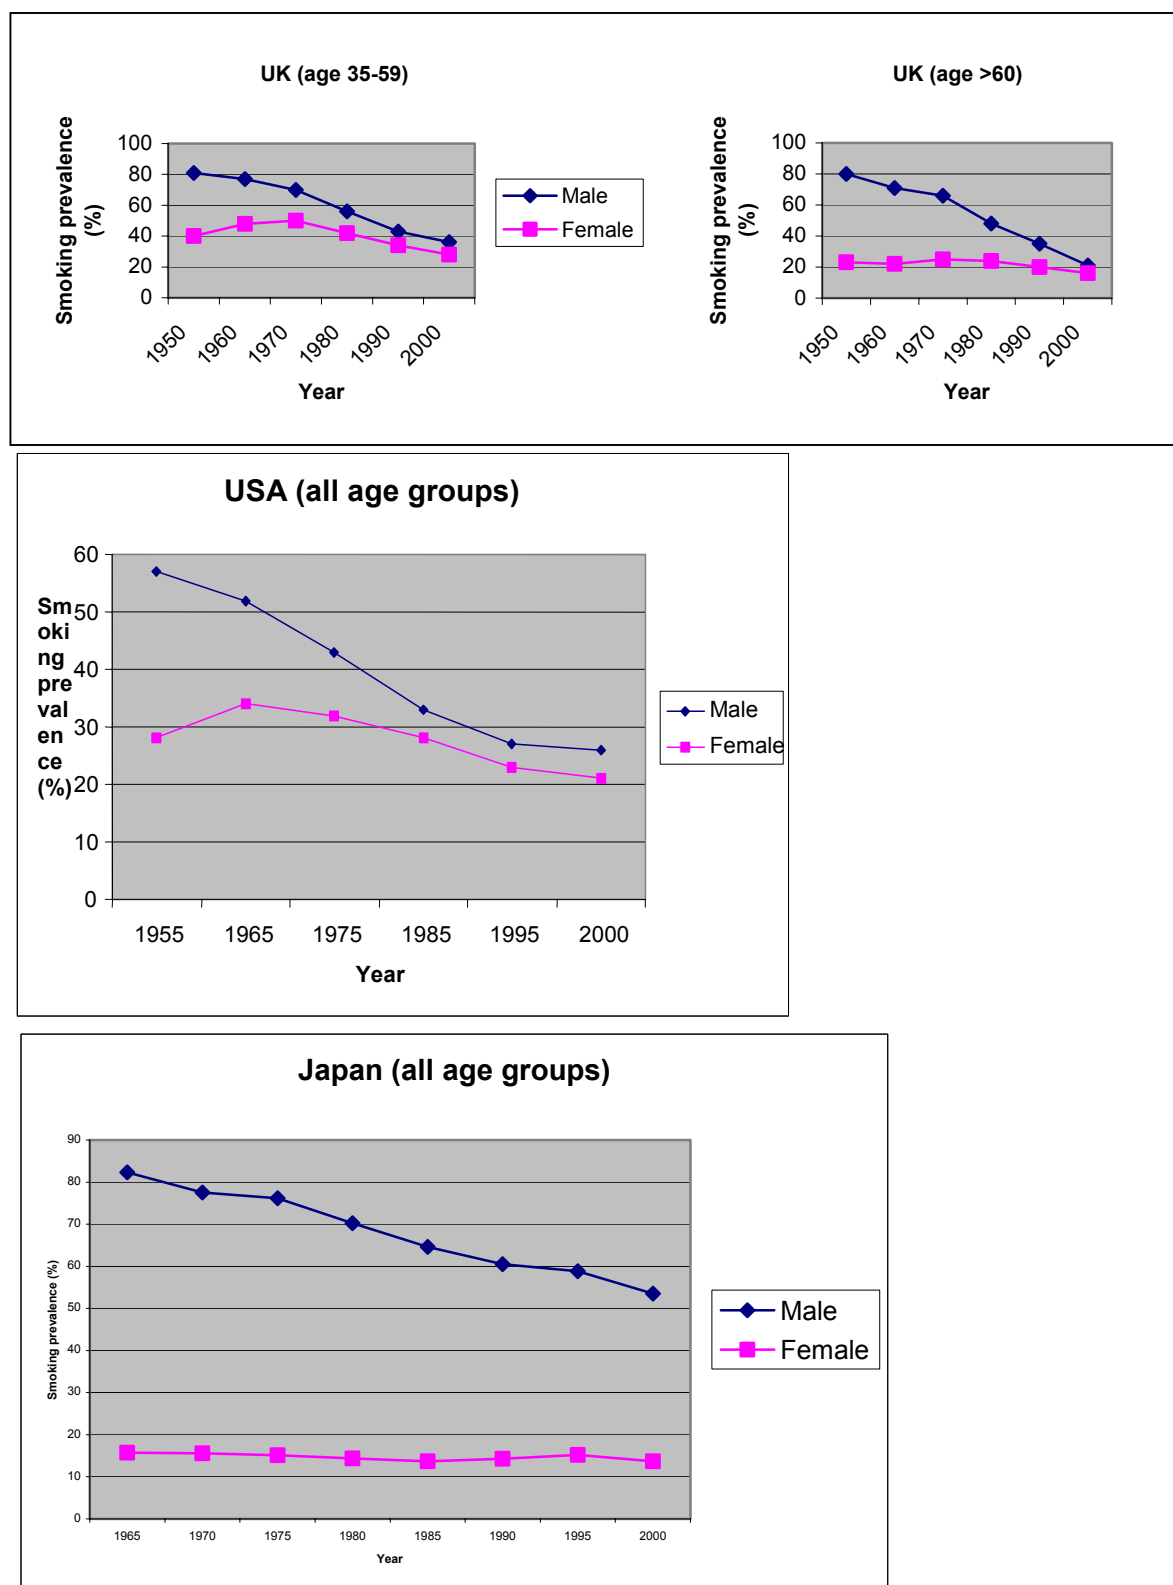 UK (age 35-59)
Smoking prevalence
(%)
100
80
60
40
20
0
1950
1960
1970
1980
1990
2000
Year
Male
Female
UK (age >60)
Smoking prevalence
(%)
100
80
60
40
20
0
1950
1960
1970
1980
1990
2000
Year
USA (all age groups)
Sm
oki
ng
pre
val
en
ce
(%)
60
50
40
30
20
10
0
1955 1965 1975 1985 1995 2000
Year
Male
Female
Japan (all age groups)
Smoking prevalence (%)
90
80
70
60
50
40
30
20
10
0
1965 1970 1975 1980 1985 1990 1995 2000
Year
Male
Female